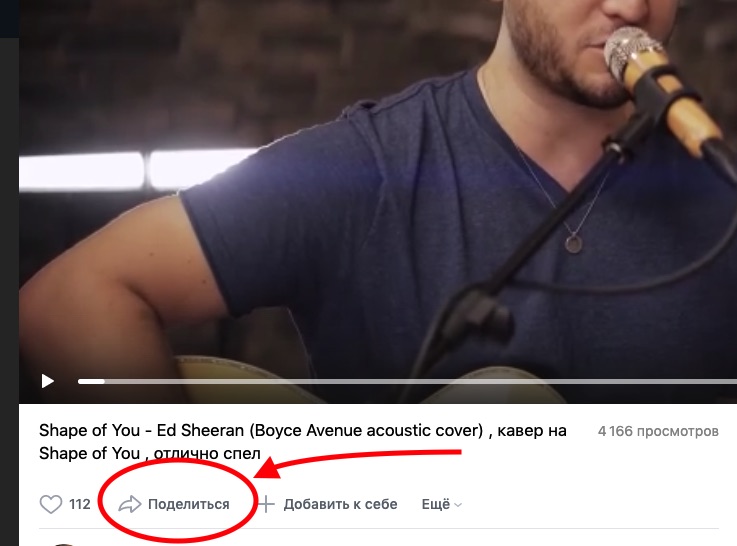 Shape of You - Ed Sheeran (Boyce Avenue acoustic cover) , кавер на 4 166 просмотров
Shape of You , отлично спел
112 Поделиться + Добавить к себе Ещё